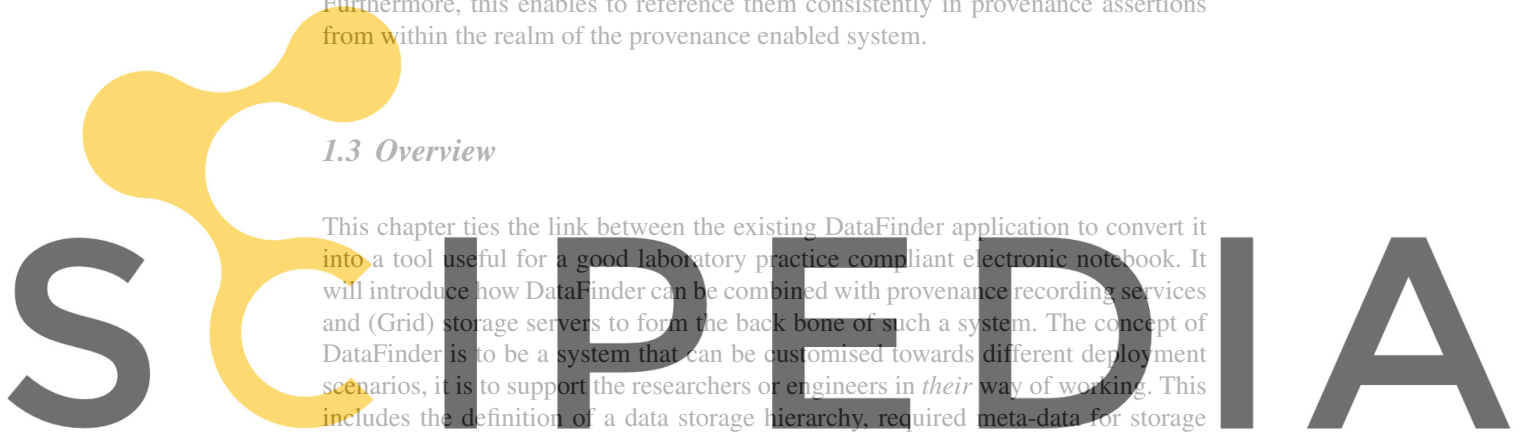 Furthermore, this enables to reference them consistently in provenance assertions
from within the realm of the provenance enabled system.
1.3 Overview
This chapter ties the link between the existing DataFinder application to convert it
into a tool useful for a good laboratory practice compliant electronic notebook. It
will introduce how DataFinder can be combined with provenance recording services
and (Grid) storage servers to form the back bone of such a system. The concept of
DataFinder is to be a system that can be customised towards different deployment
scenarios, it is to support the researchers or engineers in their way of working. This
includes the definition of a data storage hierarchy, required meta-data for storage
SCIPEDIA